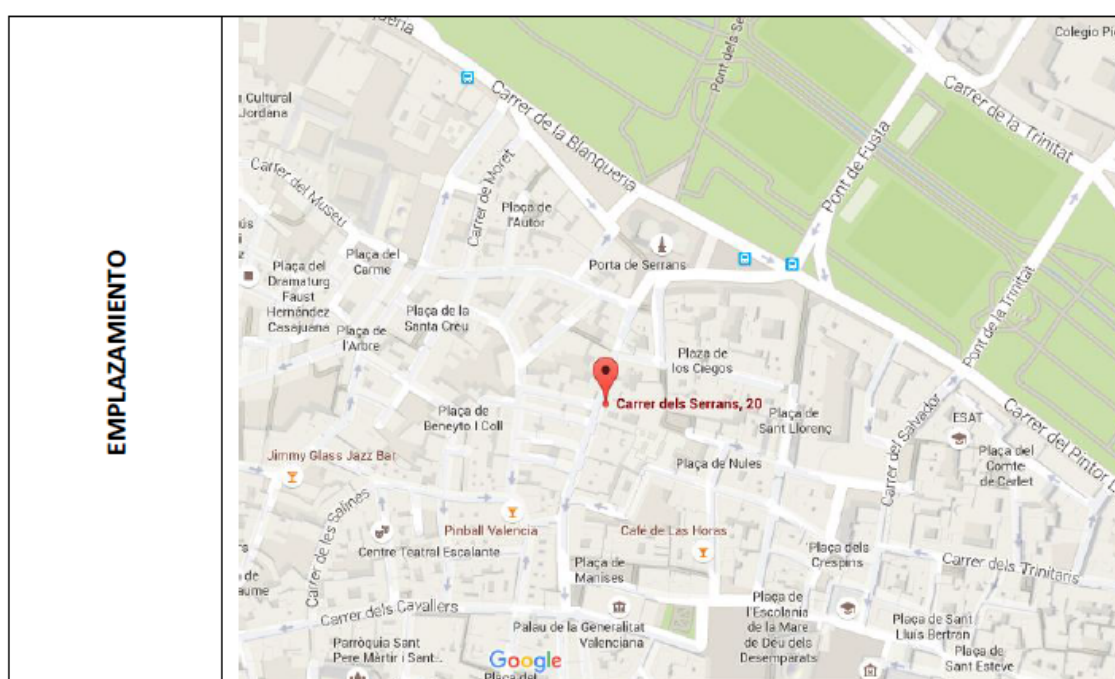 EMPLAZAMIENTO
Colegio Pi
Pont dels Se
Carrer de la Trinitat
Cultural
Jordana
Carrer de la Blanqueria
Pont de Fusta
Carrer del Museu
Carrer de Moret
Plaça de
l'Autor
Porta de Serrans
Plaça del
Carme
Plaça del
Dramaturg
Faust
Hernández
Casajuana
Plaça de
l'Arbre
Plaça de la
Santa Creu
Pont de la Trinitat
Plaza de
los Ciegos
Carrer dels Serrans, 20
Plaça de
Beneyto I Coll
Plaça de
Sant Llorenç
Carrer del Salvador
ESAT
Carrer del Pintor
Plaça del
Comte
de Carlet
Jimmy Glass Jazz Bar
Plaça de Nules
Carrer de les Salines
Pinball Valencia
Café de Las Horas
Centre Teatral Escalante
Plaça dels
Crespins
Carrer dels Trinitaris
Plaça de
Manises
Carrer dels Cavallers
Palau de la Generalitat
Valenciana
Plaça de
l'Escolania
de la Mare
de Déu dels
Desemparats
Plaça de Sant
Lluís Bertran
Plaça de
Sant Esteve
Parròquia Sant
Pere Màrtir i Sant..
Google
Plaça del